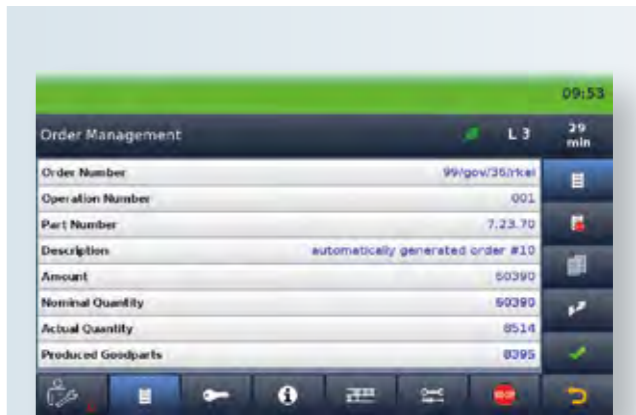 09:53
Order Management L 3 29 min
Order Number 99/gov/36/rkel
Operation Number 001
Part Number 7.23.70
Description automatically generated order #10
Amount 60390
Nominal Quantity 60390
Actual Quantity 8514
Produced Goodparts 8395
STOP